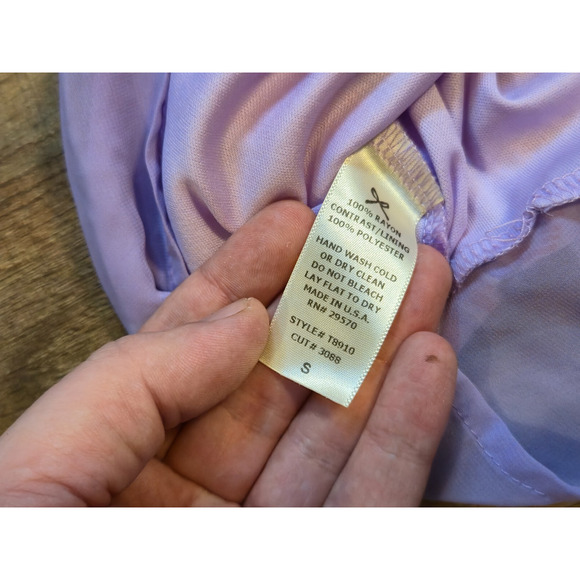 100% RAYON
CONTRAST/LINING
100% POLYESTER
HAND WASH COLD
OR DRY CLEAN
DO NOT BLEACH
LAY FLAT TO DRY
MADE IN U.S.A.
RN# 29570
STYLE# T8910
CUT# 3088
S